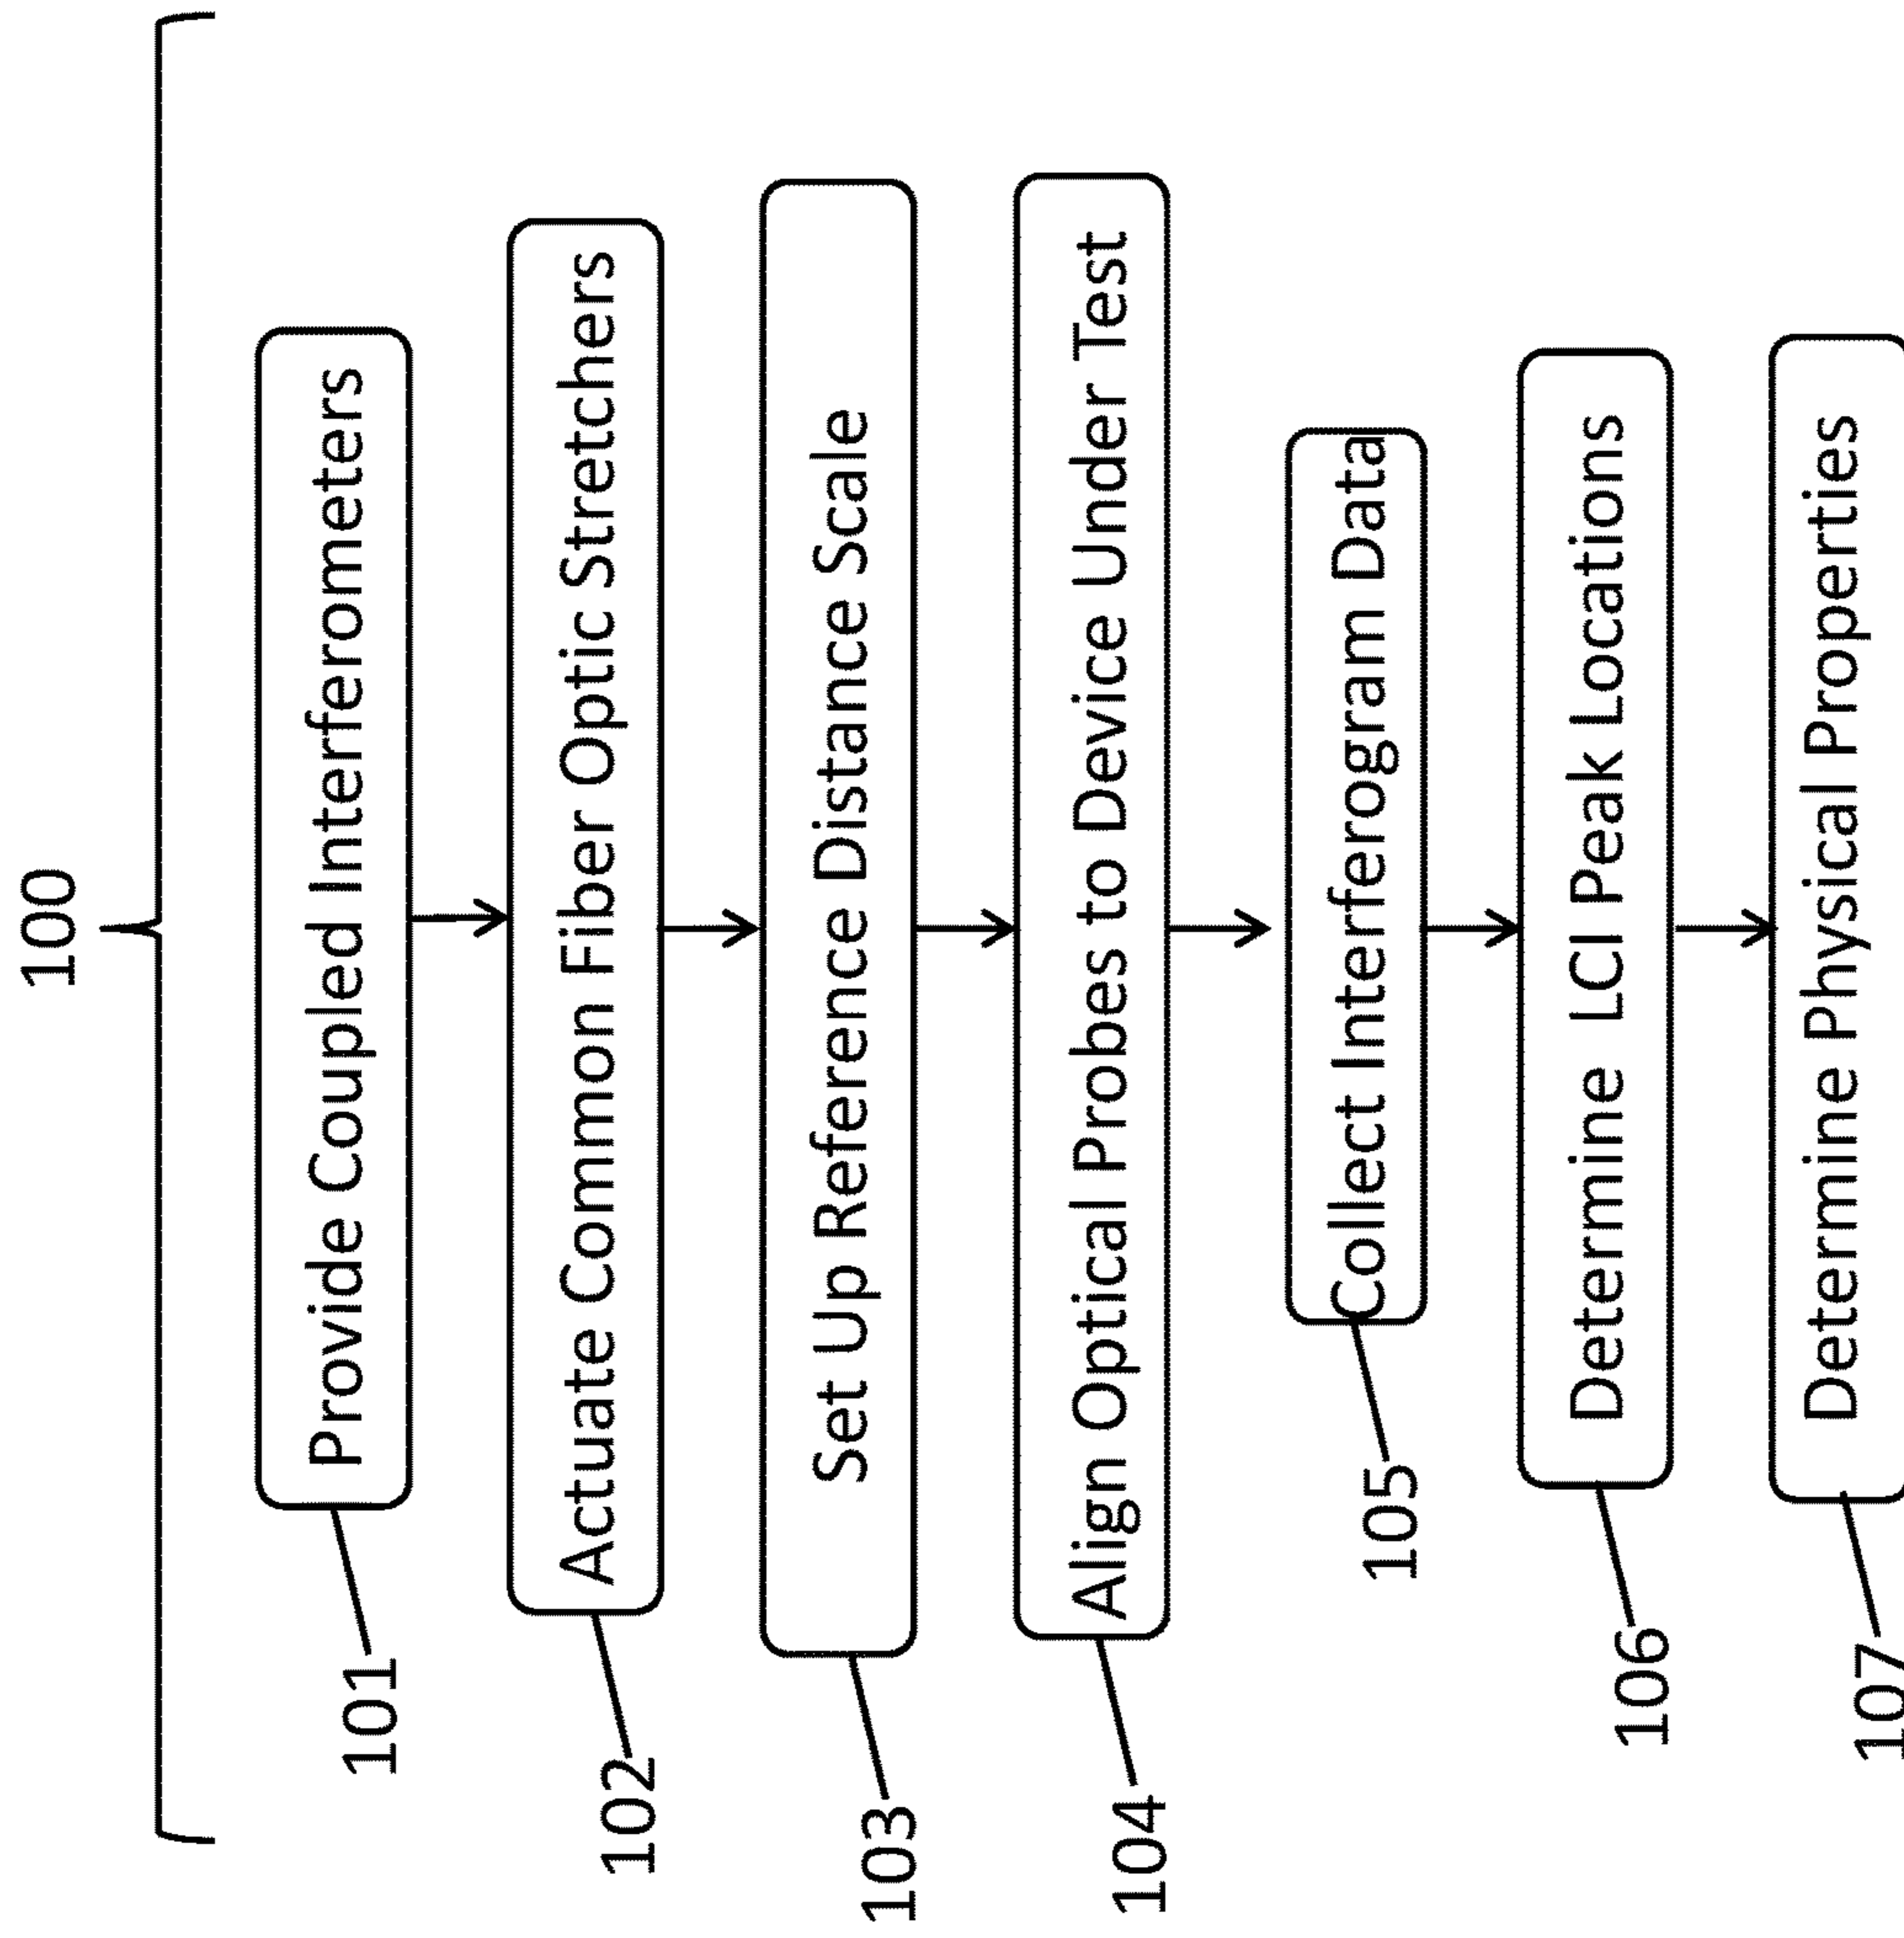 100
101
Provide Coupled Interferometers
102
Actuate Common Fiber Optic Stretchers
103
Set Up Reference Distance Scale
104
Align Optical Probes to Device Under Test
105
Collect Interferogram Data
106
Determine LCI Peak Locations
107
Determine Physical Properties